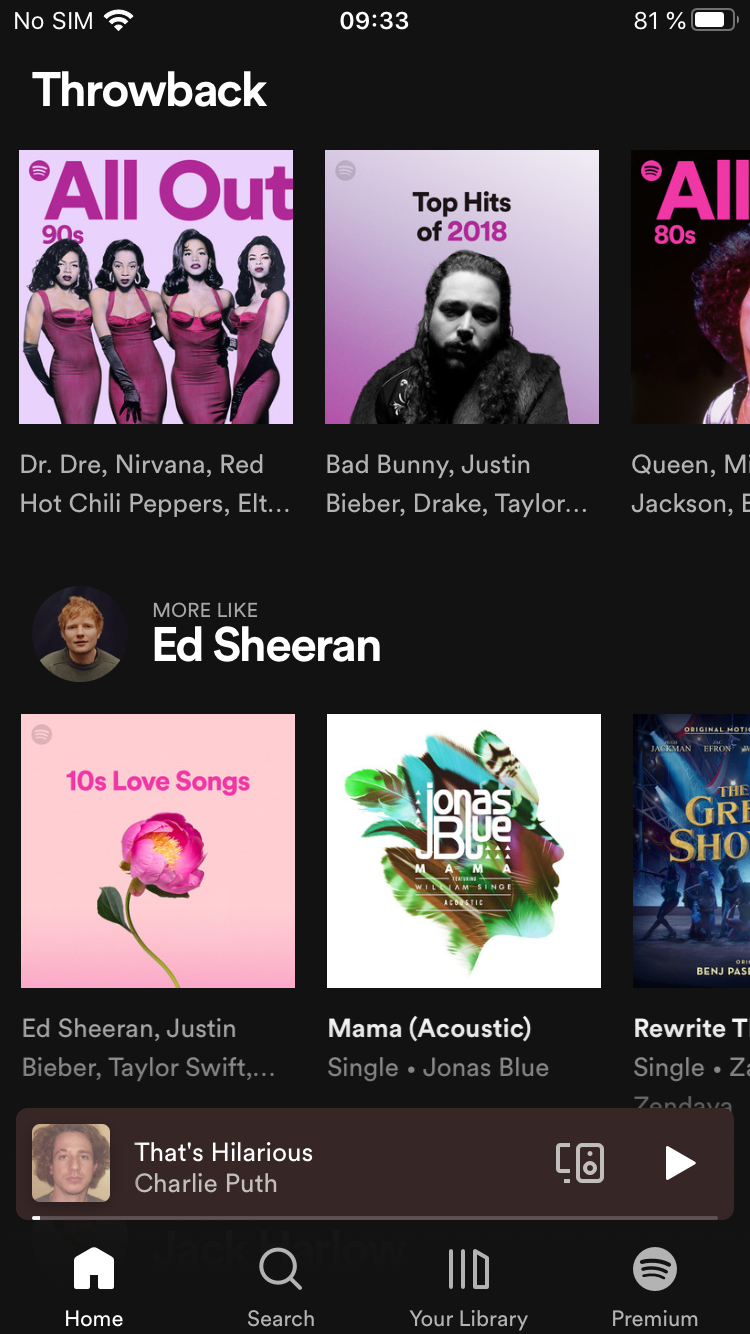 No SIM 09:33 81 %
Throwback
All Out
90s
Top Hits
of 2018
All
80s
Dr. Dre, Nirvana, Red
Hot Chili Peppers, Elt...
Bad Bunny, Justin
Bieber, Drake, Taylor...
Queen, Mi
Jackson, E
MORE LIKE
Ed Sheeran
10s Love Songs
jonas
Blue
MAMA
FEATURING
WILLIAM SINGE
ACOUSTIC
ORIGINAL MOTIO
JACKMAN EFRON
THE
GRE
SHO
BENJ PASE
Ed Sheeran, Justin
Bieber, Taylor Swift,...
Mama (Acoustic)
Single • Jonas Blue
Rewrite T
Single • Za
Zendaya
That's Hilarious
Charlie Puth
Jack Harlow
Home
Search
Your Library
Premium